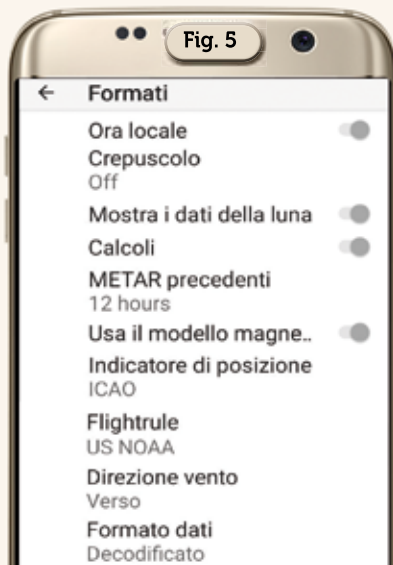 Fig. 5
← Formati
Ora locale
Crepuscolo
Off
Mostra i dati della luna
Calcoli
METAR precedenti
12 hours
Usa il modello magne..
Indicatore di posizione
ICAO
Flightrule
US NOAA
Direzione vento
Verso
Formato dati
Decodificato